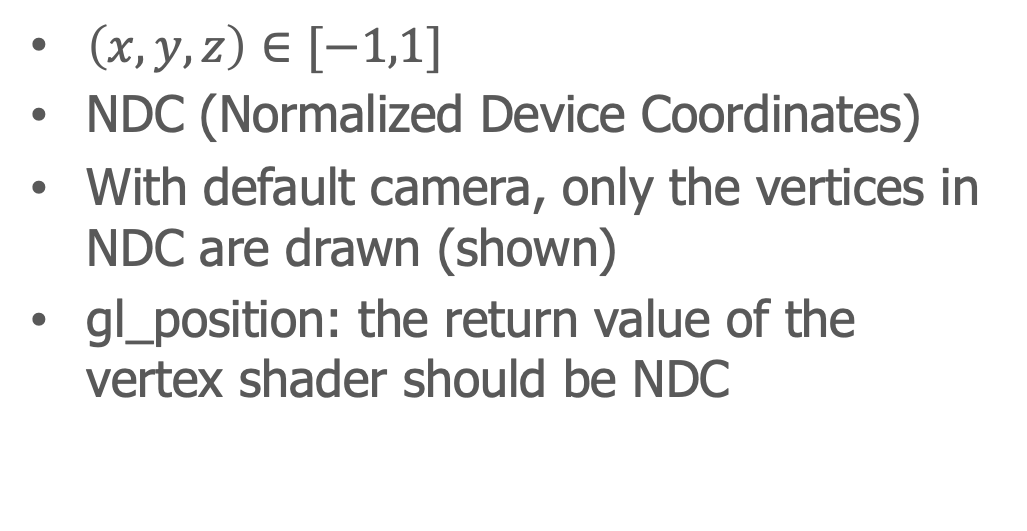 • (x, y, z) ∈ [−1,1]
• NDC (Normalized Device Coordinates)
• With default camera, only the vertices in
NDC are drawn (shown)
• gl_position: the return value of the
vertex shader should be NDC